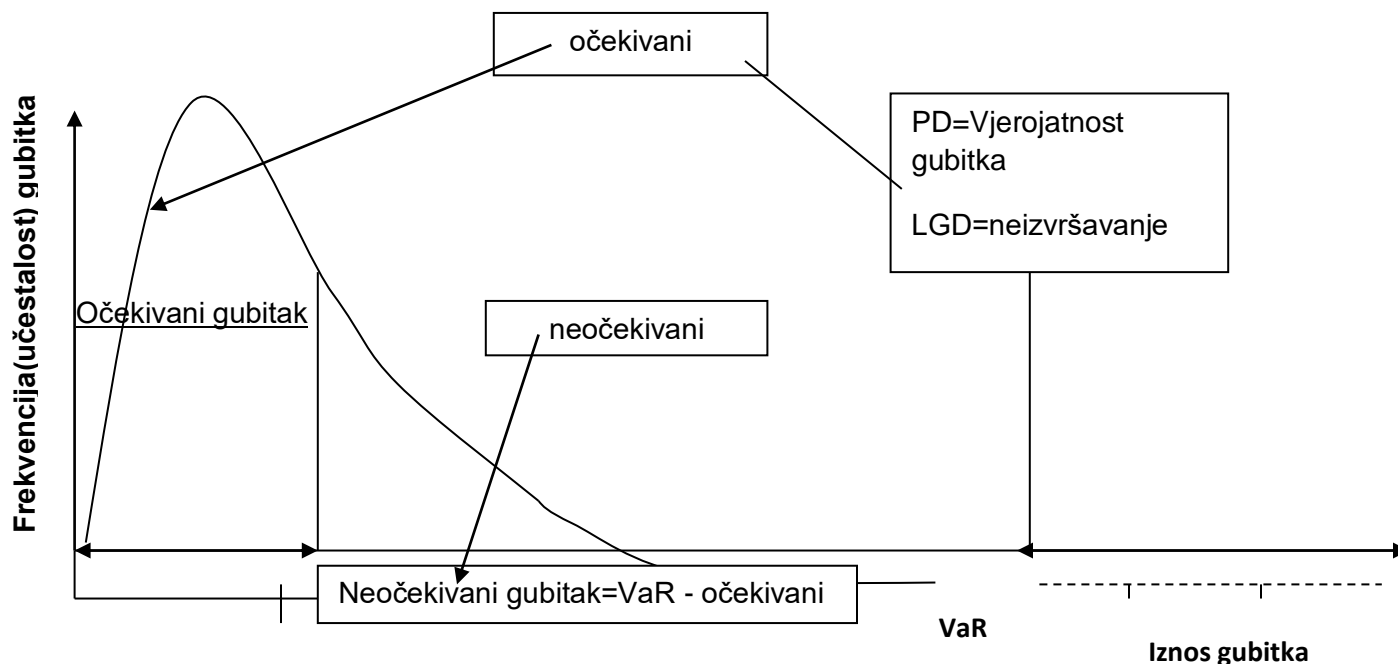 očekivani
PD=Vjerojatnost
gubitka
LGD=neizvršavanje
Frekvencija(učestalost) gubitka
Očekivani gubitak
neočekivani
Neočekivani gubitak=VaR - očekivani
VaR
Iznos gubitka